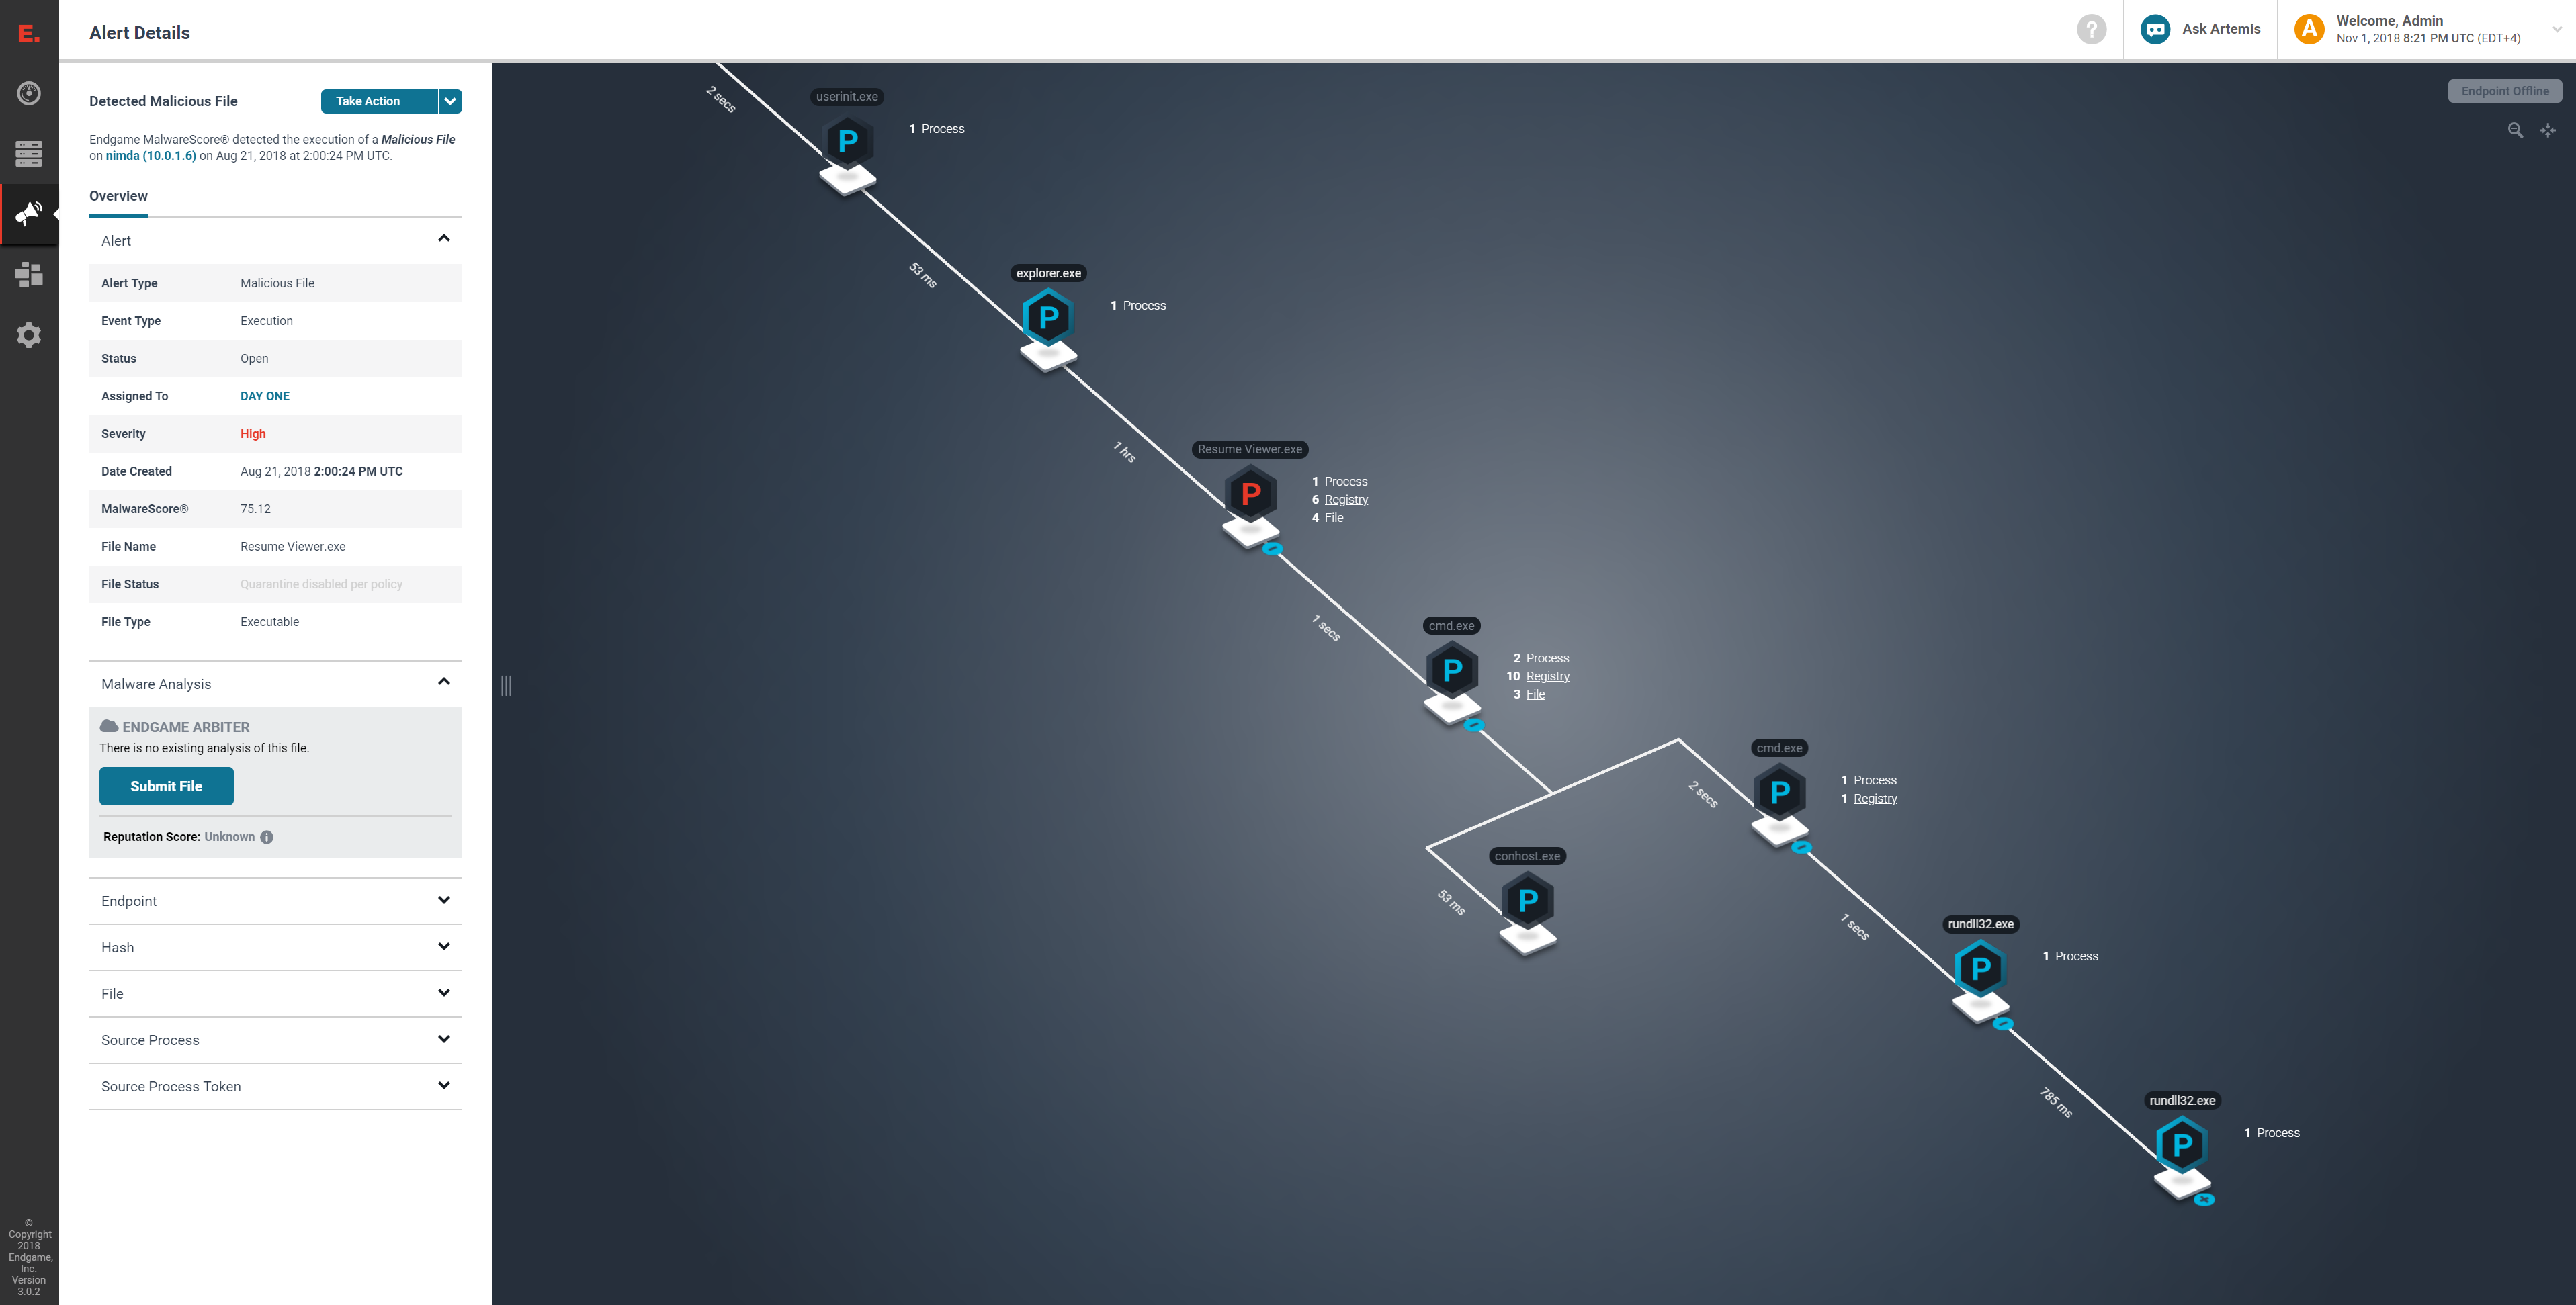 E.
Alert Details
?
Ask Artemis
A
Welcome, Admin
Nov 1, 2018 8:21 PM UTC (EDT+4)
Detected Malicious File
Take Action
Endgame MalwareScore® detected the execution of a Malicious File
on nimda (10.0.1.6) on Aug 21, 2018 at 2:00:24 PM UTC.
Overview
Alert
Alert Type Malicious File
Event Type Execution
Status Open
Assigned To DAY ONE
Severity High
Date Created Aug 21, 2018 2:00:24 PM UTC
MalwareScore® 75.12
File Name Resume Viewer.exe
File Status Quarantine disabled per policy
File Type Executable
Malware Analysis
ENDGAME ARBITER
There is no existing analysis of this file.
Submit File
Reputation Score: Unknown i
Endpoint
Hash
File
Source Process
Source Process Token
©
Copyright
2018
Endgame,
Inc.
Version
3.0.2
Endpoint Offline
2 secs
userinit.exe
P
1 Process
53 ms
explorer.exe
P
1 Process
1 hrs
Resume Viewer.exe
P
1 Process
6 Registry
4 File
1 secs
cmd.exe
P
2 Process
10 Registry
3 File
2 secs
cmd.exe
P
1 Process
1 Registry
53 ms
conhost.exe
P
1 secs
rundll32.exe
P
1 Process
785 ms
rundll32.exe
P
1 Process